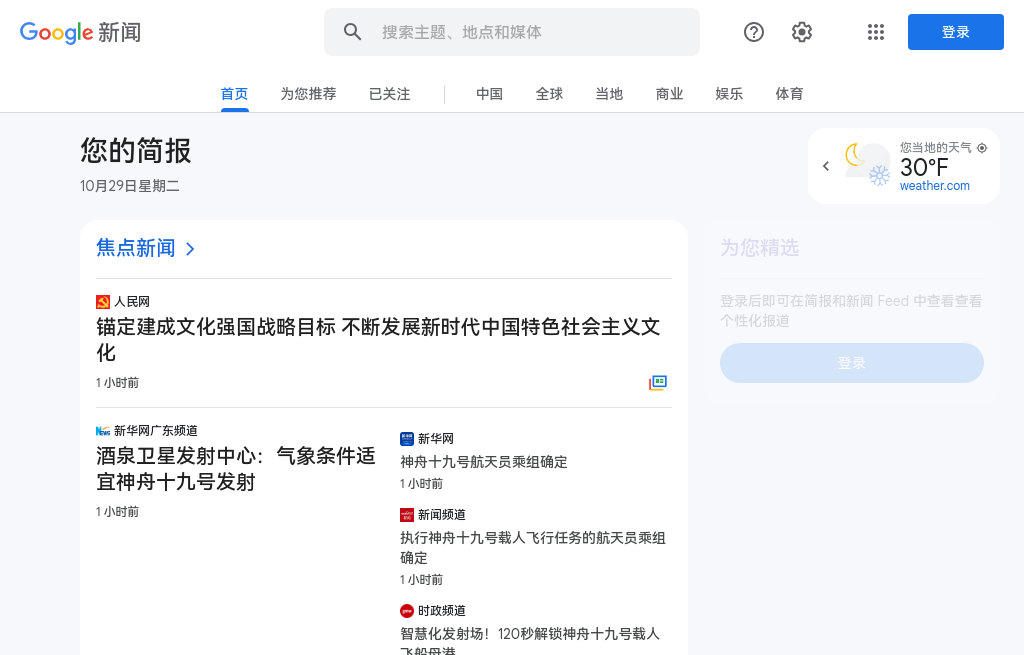 Google 新闻
搜索主题、地点和媒体
登录
首页
为您推荐
已关注
中国
全球
当地
商业
娱乐
体育
您的简报
10月29日星期二
您当地的天气
30°F
weather.com
焦点新闻
人民网
锚定建成文化强国战略目标 不断发展新时代中国特色社会主义文
化
1 小时前
新华网广东频道
酒泉卫星发射中心：气象条件适
宜神舟十九号发射
1 小时前
新华网
神舟十九号航天员乘组确定
1 小时前
新闻频道
执行神舟十九号载人飞行任务的航天员乘组
确定
1 小时前
时政频道
智慧化发射场！120秒解锁神舟十九号载人
飞船母港
为您精选
登录后即可在简报和新闻 Feed 中查看查看
个性化报道
登录